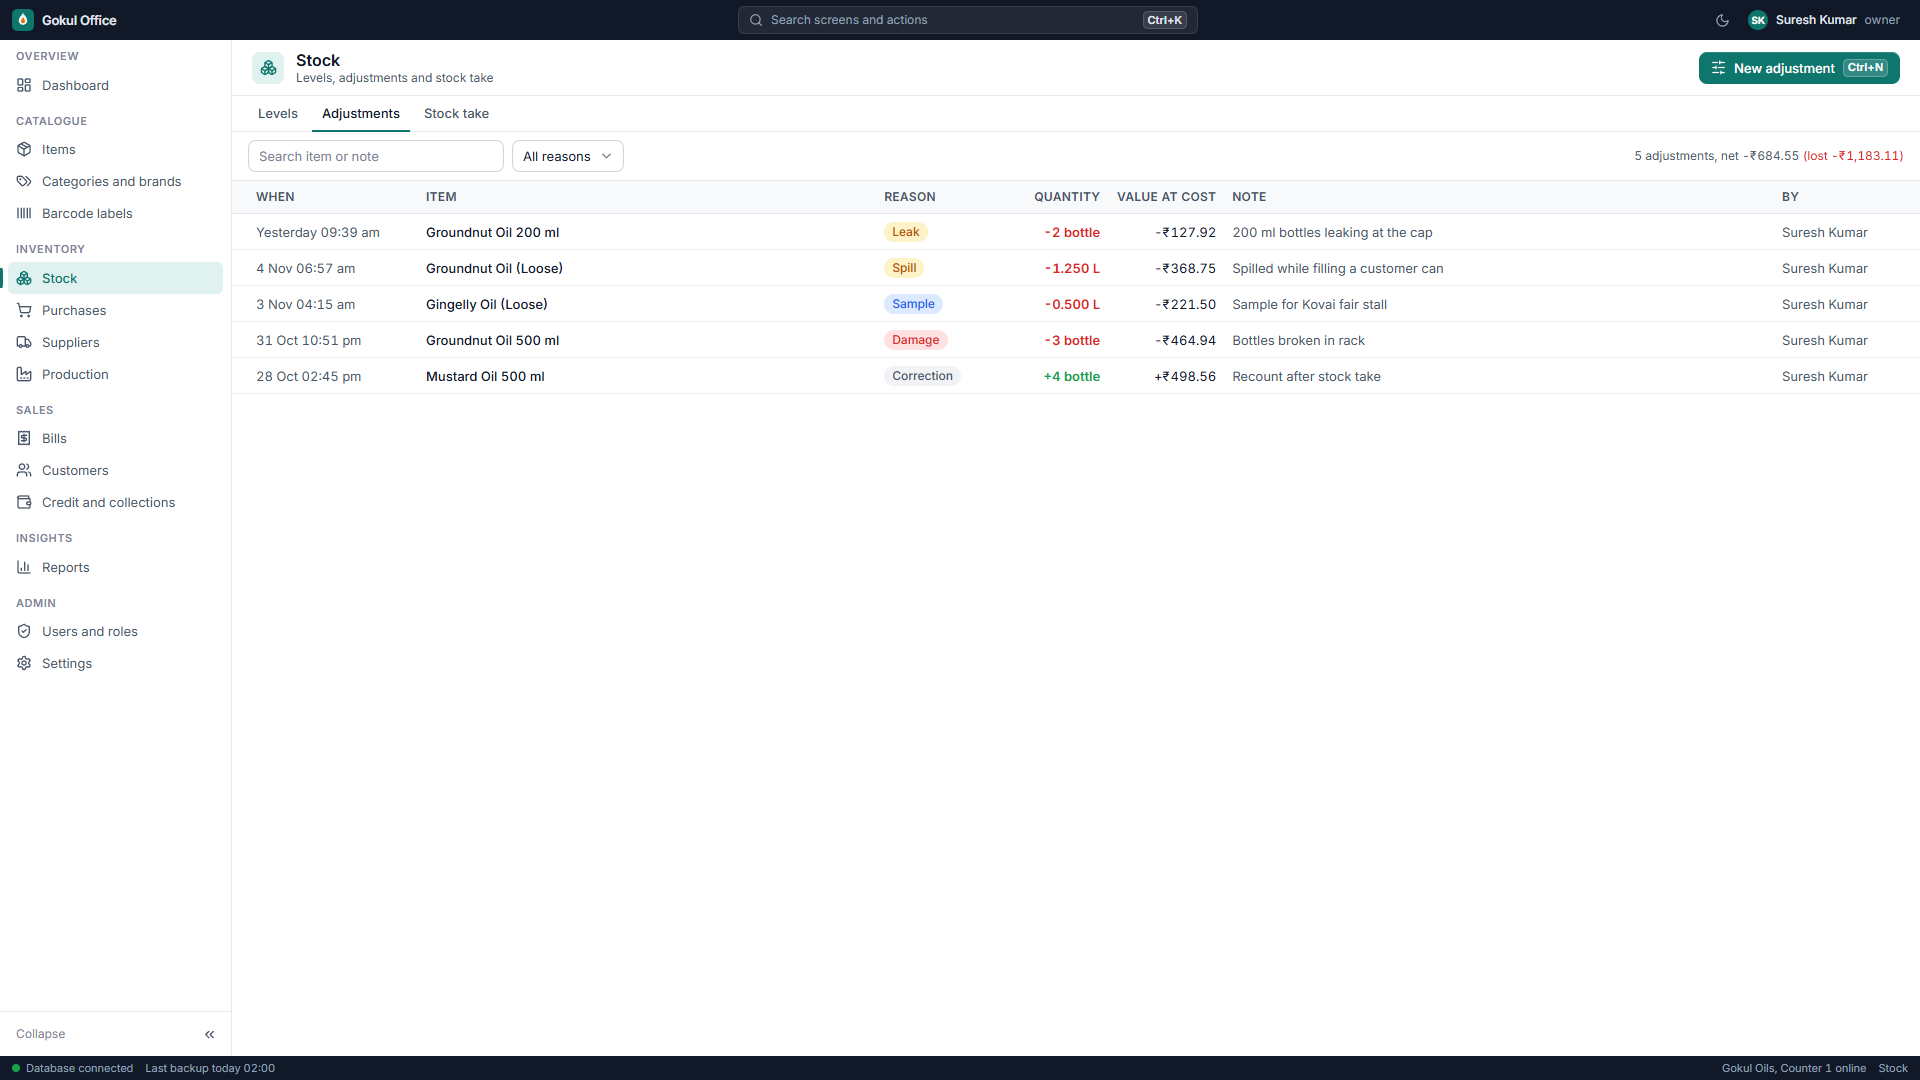 Gokul Office
Search screens and actions Ctrl+K
SK Suresh Kumar owner
OVERVIEW
Dashboard
CATALOGUE
Items
Categories and brands
Barcode labels
INVENTORY
Stock
Purchases
Suppliers
Production
SALES
Bills
Customers
Credit and collections
INSIGHTS
Reports
ADMIN
Users and roles
Settings
Collapse
Stock
Levels, adjustments and stock take
New adjustment Ctrl+N
Levels Adjustments Stock take
Search item or note All reasons 5 adjustments, net -₹684.55 (lost -₹1,183.11)
WHEN ITEM REASON QUANTITY VALUE AT COST NOTE BY
Yesterday 09:39 am Groundnut Oil 200 ml Leak -2 bottle -₹127.92 200 ml bottles leaking at the cap Suresh Kumar
4 Nov 06:57 am Groundnut Oil (Loose) Spill -1.250 L -₹368.75 Spilled while filling a customer can Suresh Kumar
3 Nov 04:15 am Gingelly Oil (Loose) Sample -0.500 L -₹221.50 Sample for Kovai fair stall Suresh Kumar
31 Oct 10:51 pm Groundnut Oil 500 ml Damage -3 bottle -₹464.94 Bottles broken in rack Suresh Kumar
28 Oct 02:45 pm Mustard Oil 500 ml Correction +4 bottle +₹498.56 Recount after stock take Suresh Kumar
Database connected Last backup today 02:00 Gokul Oils, Counter 1 online Stock